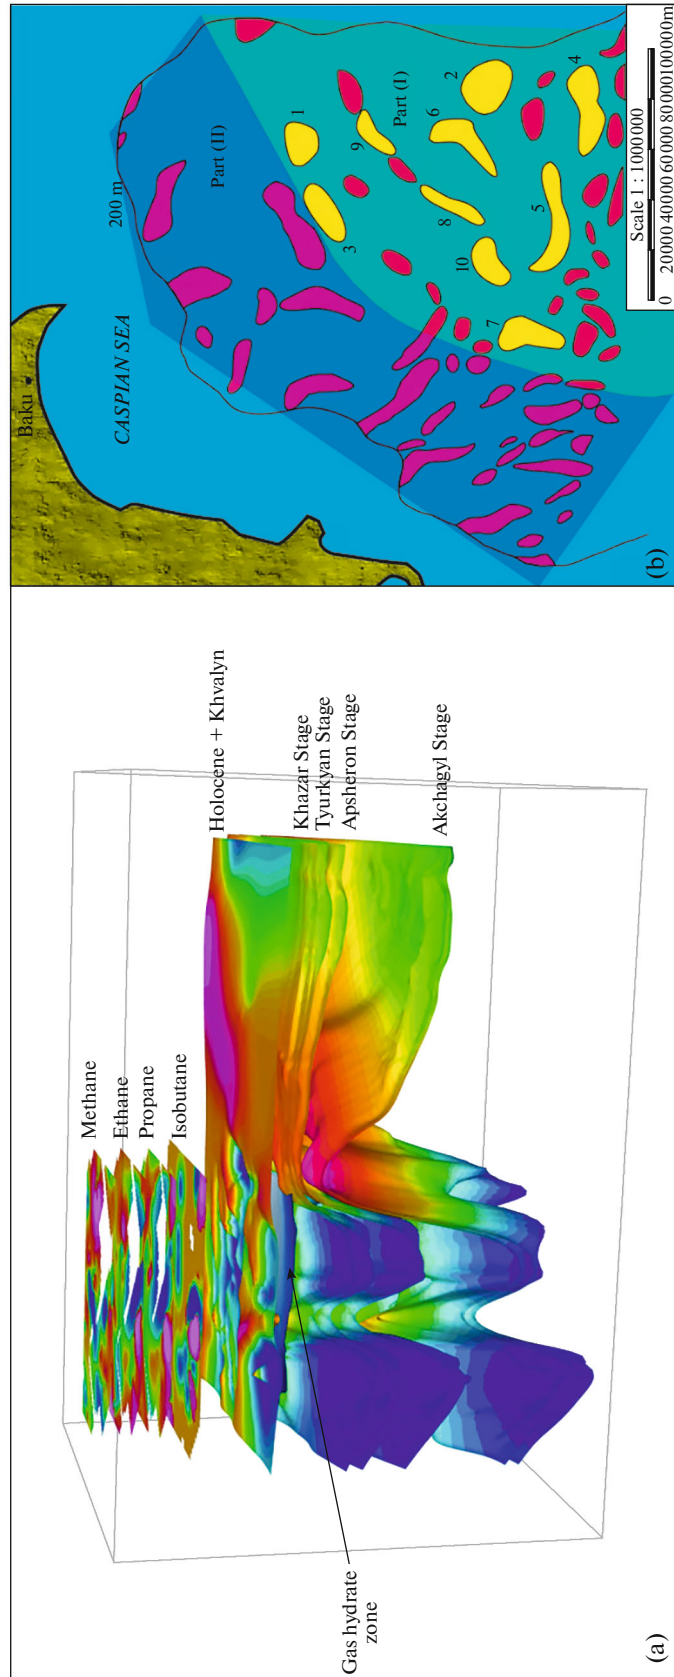 Methane
Ethane
Propane
Isobutane
Holocene + Khvalyn
Khazar Stage
Tyurkyan Stage
Apsheron Stage
Akchagyl Stage
Gas hydrate
zone
(a)
Baku
CASPIAN SEA
200 m
Part (II)
Part (I)
1
2
3
4
5
6
7
8
9
10
Scale 1 : 1000000
0 20000 40000 60000 80000 100000m
(b)